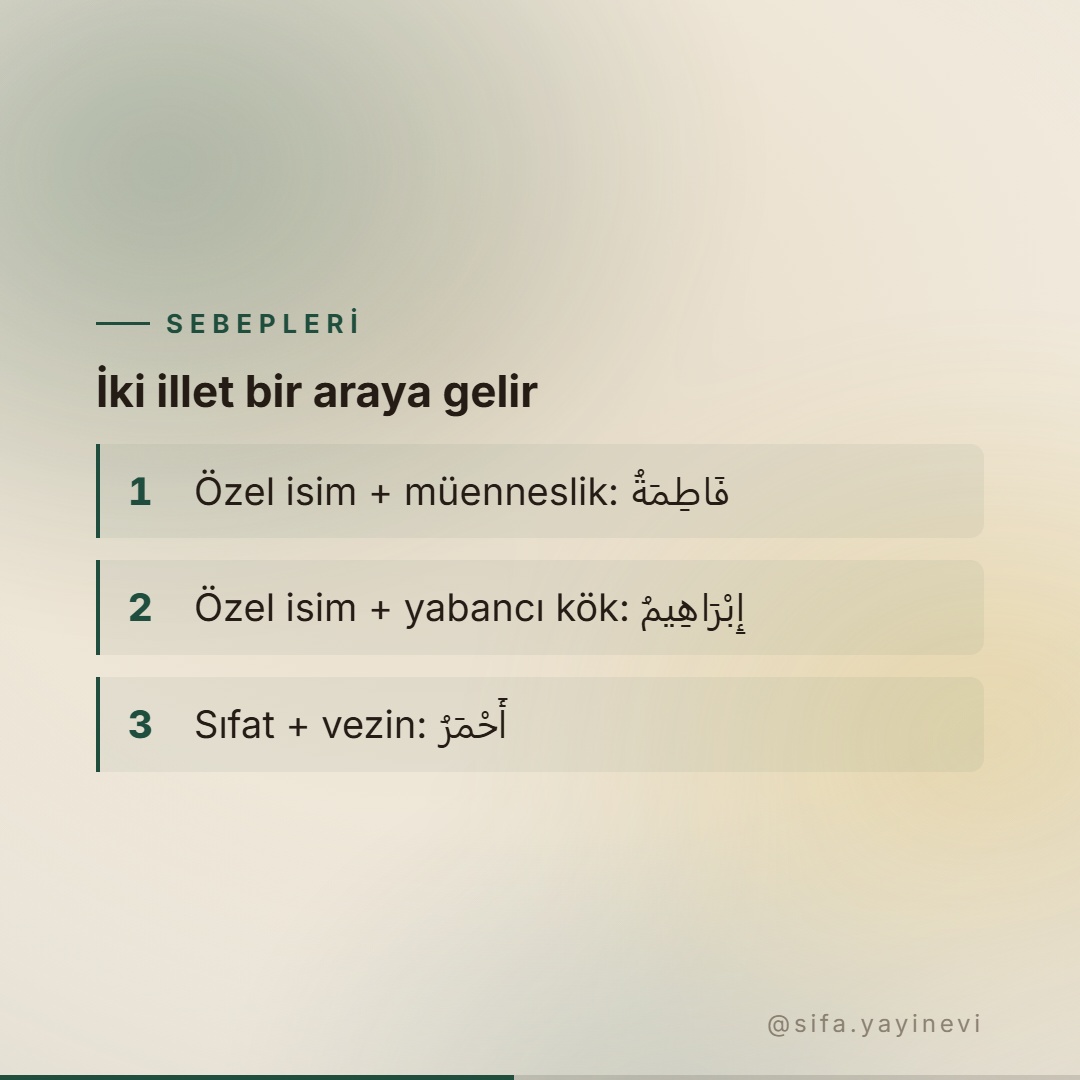 SEBEPLERİ
İki illet bir araya gelir
1 Özel isim + müenneslik: فَاطِمَةُ
2 Özel isim + yabancı kök: إِبْرَاهِيمُ
3 Sıfat + vezin: أَحْمَرُ
@sifa.yayinevi